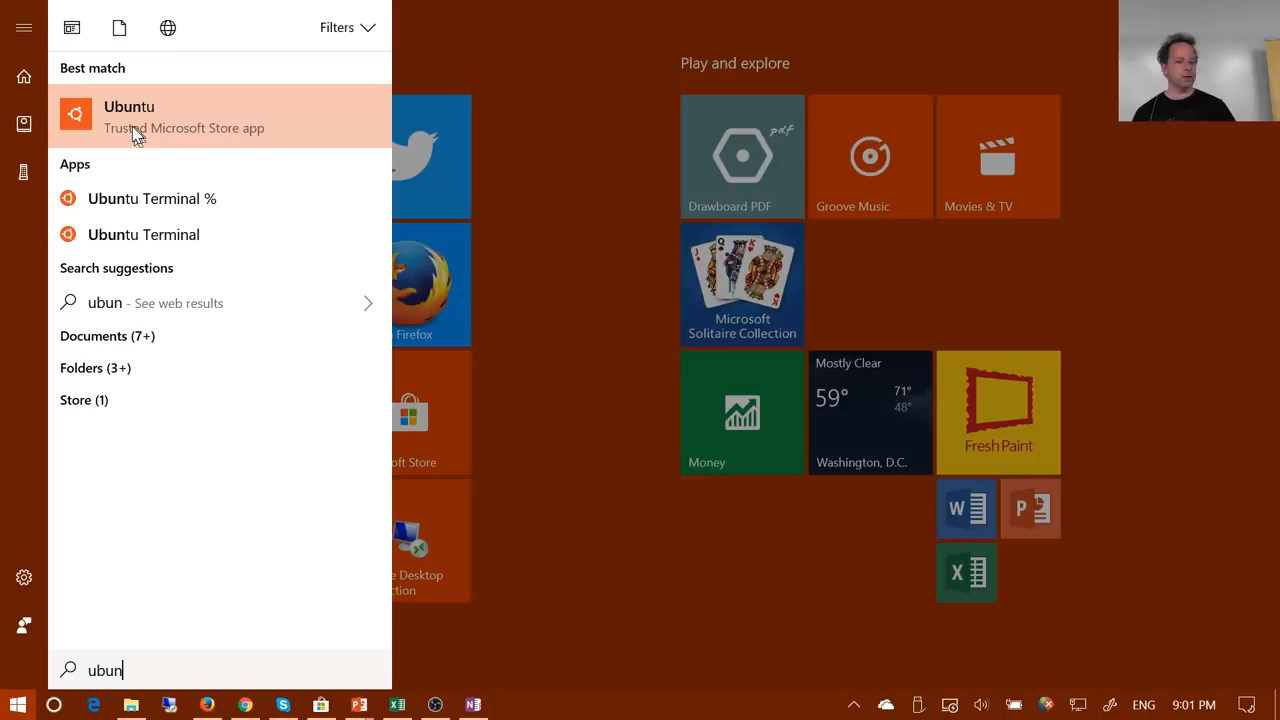 Filters
Best match
Ubuntu
Trusted Microsoft Store app
Apps
Ubuntu Terminal %
Ubuntu Terminal
Search suggestions
ubun - See web results
Documents (7+)
Folders (3+)
Store (1)
ubun
Firefox
oft Store
e Desktop
ction
Play and explore
pdf
Drawboard PDF
Groove Music
Movies & TV
J
Q
K
Microsoft
Solitaire Collection
Money
Mostly Clear
59° 71°
48°
Washington, D.C.
Fresh Paint
W
P
X
ENG
9:01 PM